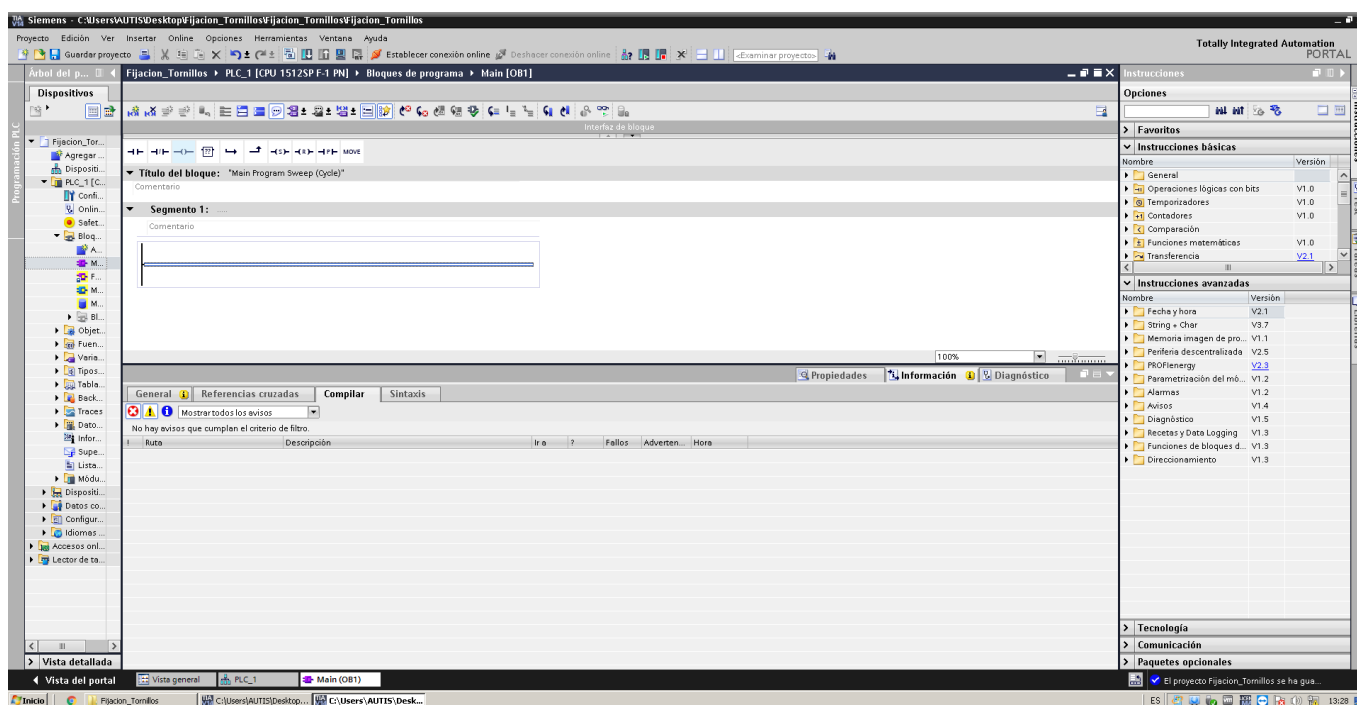 Siemens - C:\Users\AUTIS\Desktop\Fijacion_Tornillos\Fijacion_Tornillos\Fijacion_Tornillos
Proyecto Edición Ver Insertar Online Opciones Herramientas Ventana Ayuda
Totally Integrated Automation
PORTAL
Guardar proyecto
Establecer conexión online
Deshacer conexión online
<Examinar proyectos>
Árbol del p...
Fijacion_Tornillos ▸ PLC_1 [CPU 1512SP F-1 PN] ▸ Bloques de programa ▸ Main [OB1]
Instrucciones
Dispositivos
Opciones
Programación PLC
Interfaz de bloque
MOVE
Título del bloque: "Main Program Sweep (Cycle)"
Comentario
Segmento 1: ....
Comentario
100%
Fijacion_Tor...
Agregar ...
Dispositi...
PLC_1 [C...
Confi...
Onlin...
Safet...
Bloq...
A...
M...
F...
M...
M...
Bl...
Objet...
Fuen...
Varia...
Tipos...
Tabla...
Back...
Traces
Dato...
Infor...
Supe...
Lista...
Módu...
Dispositi...
Datos co...
Configur...
Idiomas ...
Accesos onl...
Lector de ta...
Vista detallada
Propiedades
Información
Diagnóstico
General
Referencias cruzadas
Compilar
Sintaxis
Mostrar todos los avisos
No hay avisos que cumplan el criterio de filtro.
! Ruta Descripción Ir a ? Fallos Adverten... Hora
Favoritos
Instrucciones básicas
Nombre Versión
General
Operaciones lógicas con bits V1.0
Temporizadores V1.0
Contadores V1.0
Comparación
Funciones matemáticas V1.0
Transferencia V2.1
Instrucciones avanzadas
Nombre Versión
Fecha y hora V2.1
String + Char V3.7
Memoria imagen de pro... V1.1
Periferia descentralizada V2.5
PROFIenergy V2.3
Parametrización del mó... V1.2
Alarmas V1.2
Avisos V1.4
Diagnóstico V1.5
Recetas y Data Logging V1.3
Funciones de bloques d... V1.3
Direccionamiento V1.3
Tecnología
Comunicación
Paquetes opcionales
Vista del portal
Vista general
PLC_1
Main (OB1)
El proyecto Fijacion_Tornillos se ha gua...
Inicio
Fijacion_Tornillos
C:\Users\AUTIS\Desktop...
C:\Users\AUTIS\Desk...
ES
13:28